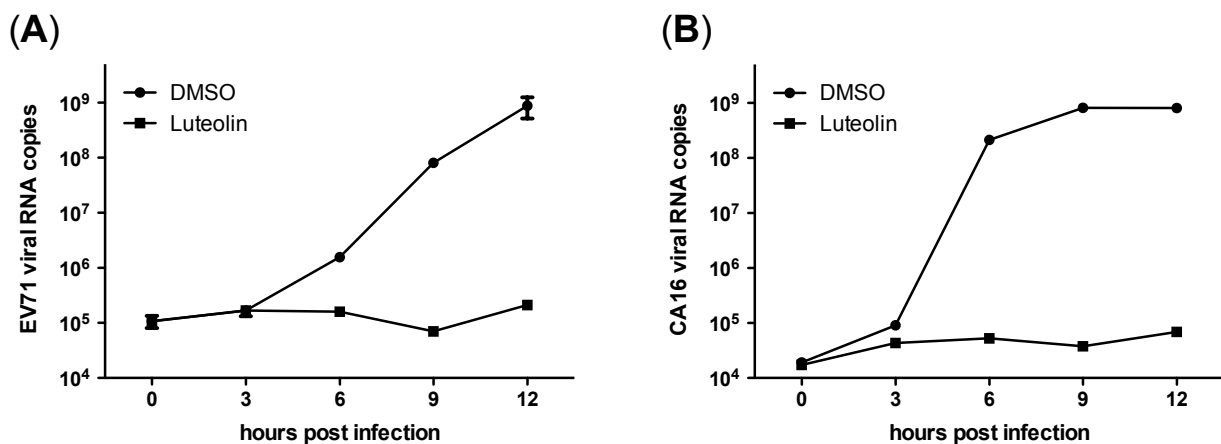 (A)
DMSO
Luteolin
EV71 viral RNA copies
10⁹
10⁸
10⁷
10⁶
10⁵
10⁴
0 3 6 9 12
hours post infection
(B)
DMSO
Luteolin
CA16 viral RNA copies
10⁹
10⁸
10⁷
10⁶
10⁵
10⁴
0 3 6 9 12
hours post infection